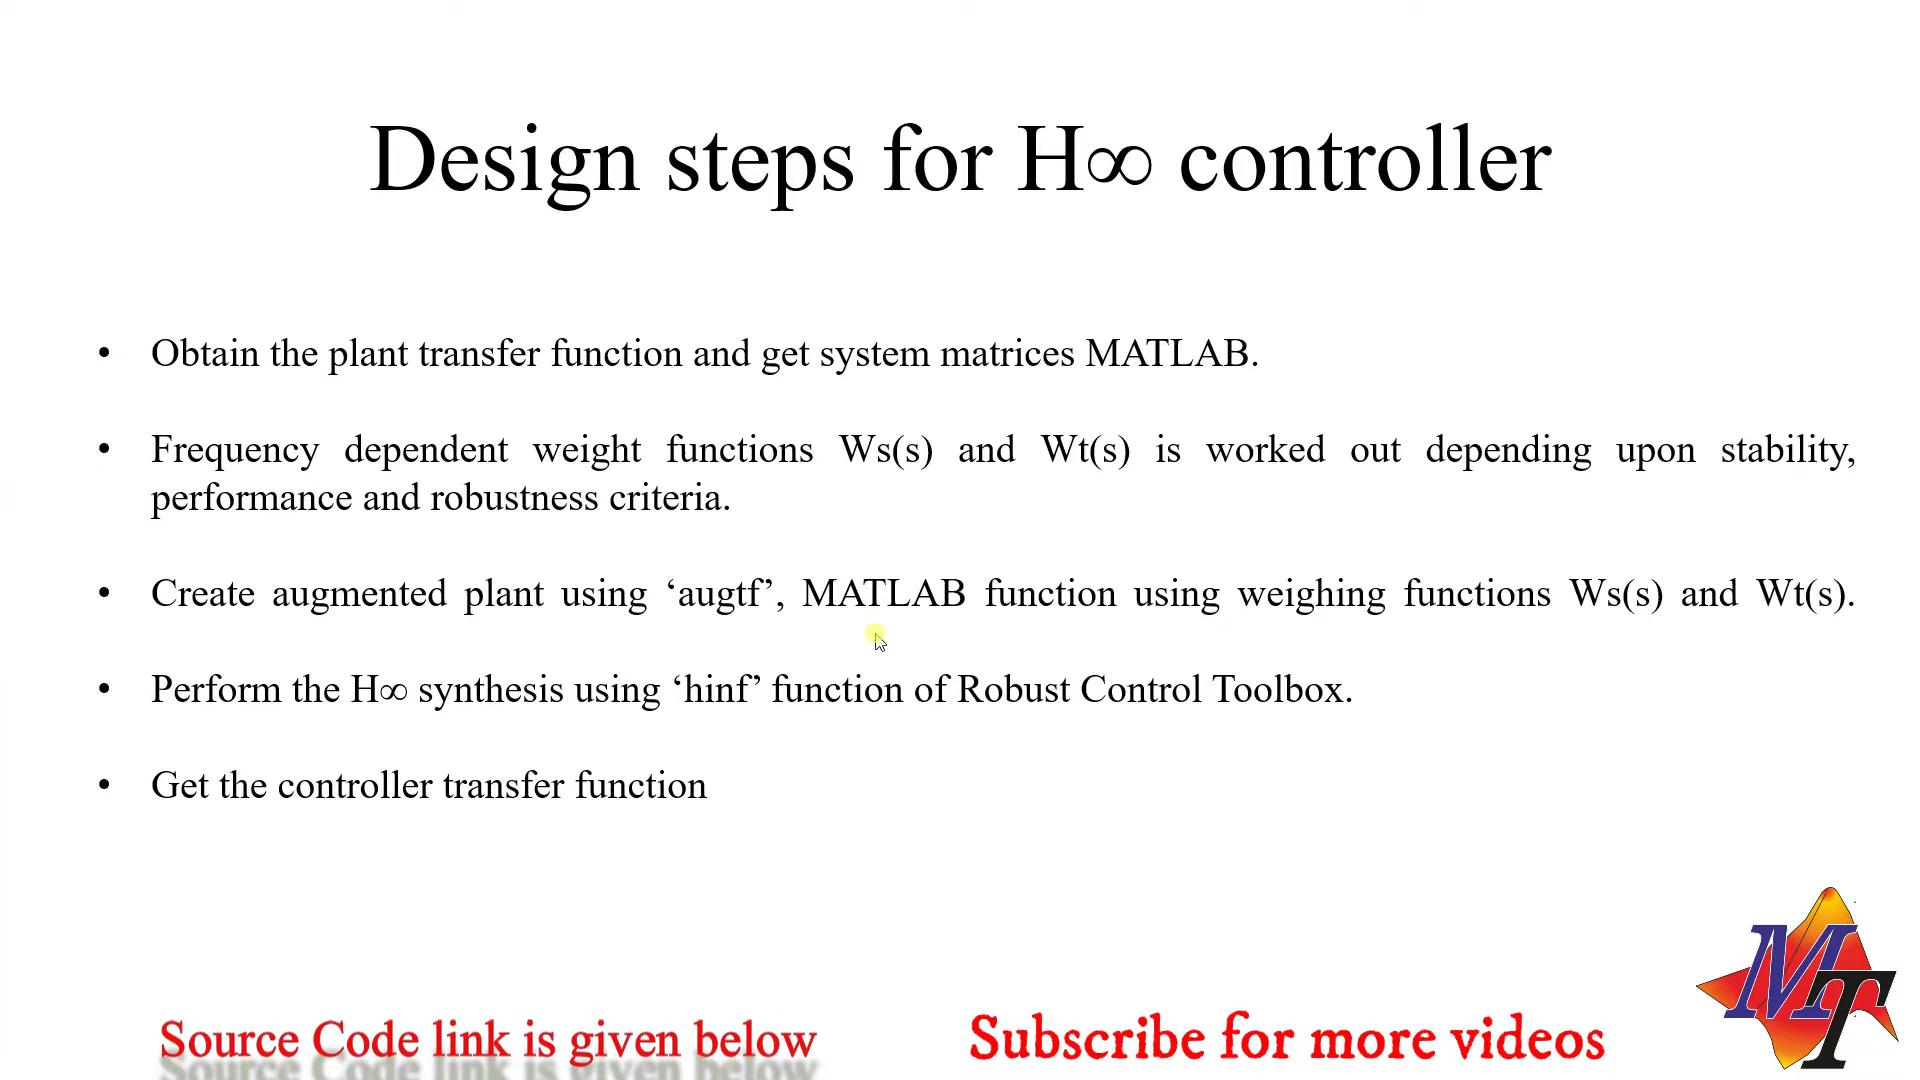 Design steps for H∞ controller
• Obtain the plant transfer function and get system matrices MATLAB.
• Frequency dependent weight functions Ws(s) and Wt(s) is worked out depending upon stability,
performance and robustness criteria.
• Create augmented plant using ‘augtf’, MATLAB function using weighing functions Ws(s) and Wt(s).
• Perform the H∞ synthesis using ‘hinf’ function of Robust Control Toolbox.
• Get the controller transfer function
Source Code link is given below
Subscribe for more videos
MT